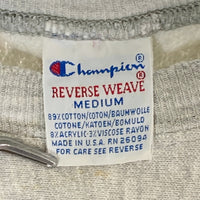 Champion®
REVERSE WEAVE®
MEDIUM
89% COTTON/COTON/BAUMWOLLE
COTONE/KATOEN/BOMULD
8% ACRYLIC-3% VISCOSE RAYON
MADE IN U.S.A. RN 26094
FOR CARE SEE REVERSE